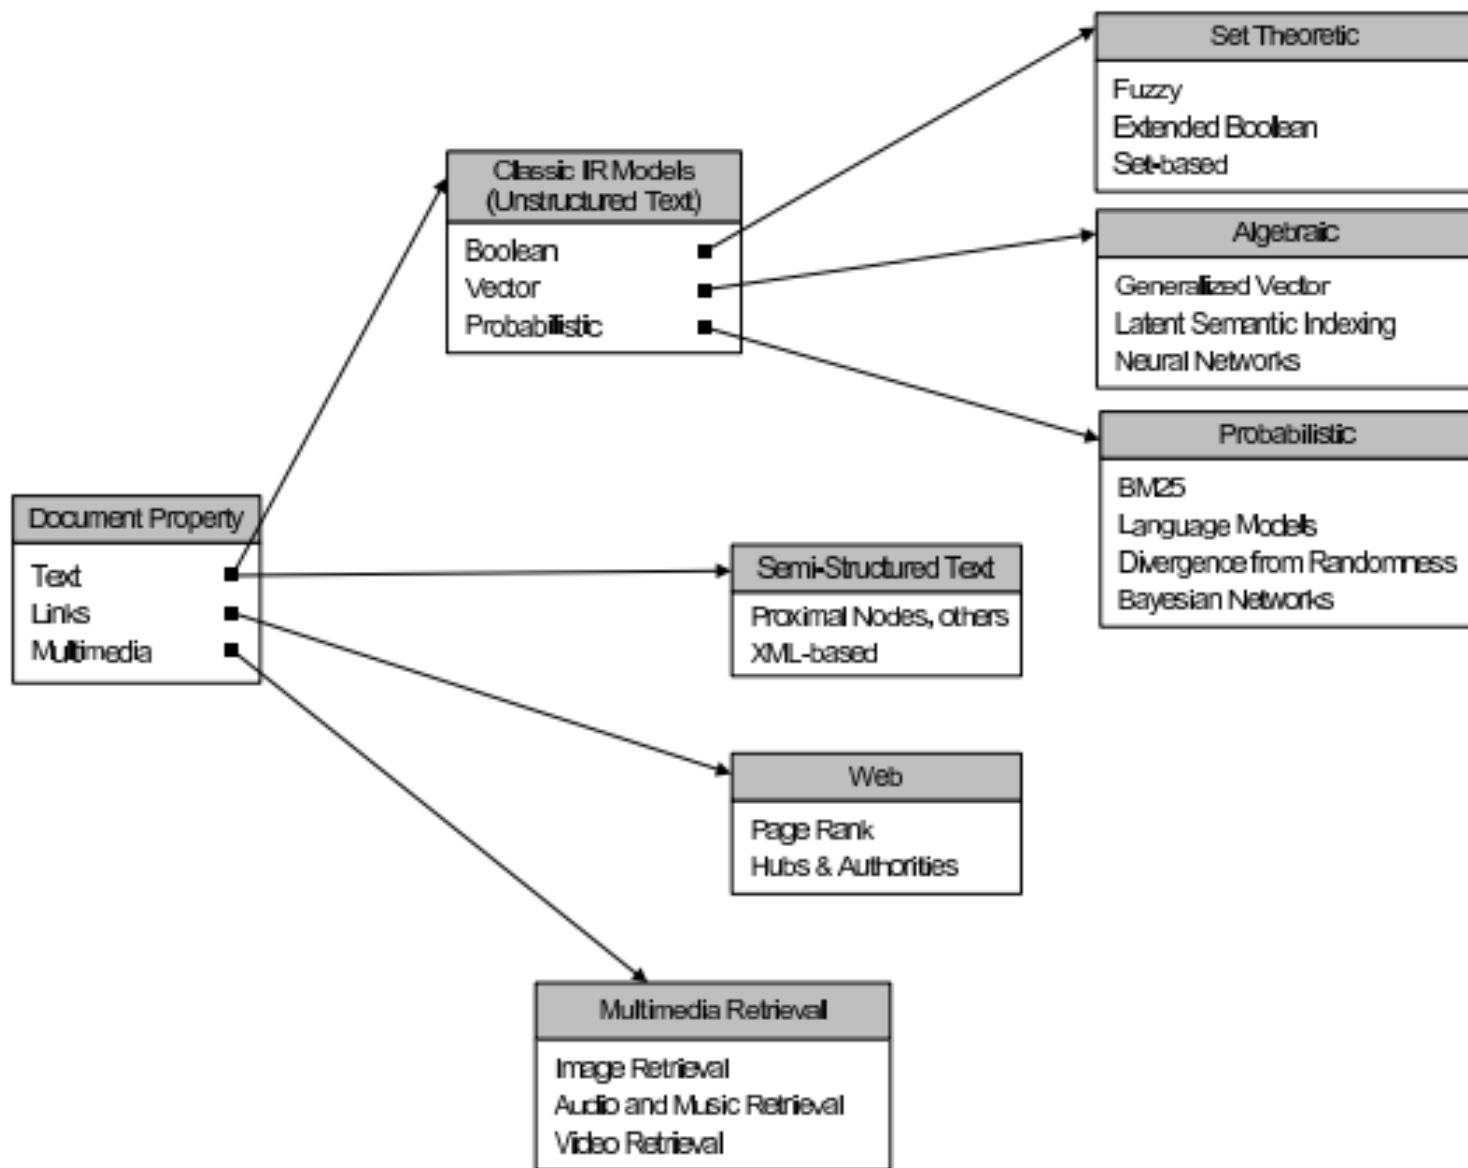 Set Theoretic
Fuzzy
Extended Boolean
Set-based
Classic IR Models
(Unstructured Text)
Boolean
Vector
Probabilistic
Algebraic
Generalized Vector
Latent Semantic Indexing
Neural Networks
Probabilistic
BM25
Language Models
Divergence from Randomness
Bayesian Networks
Document Property
Text
Links
Multimedia
Semi-Structured Text
Proximal Nodes, others
XML-based
Web
Page Rank
Hubs & Authorities
Multimedia Retrieval
Image Retrieval
Audio and Music Retrieval
Video Retrieval